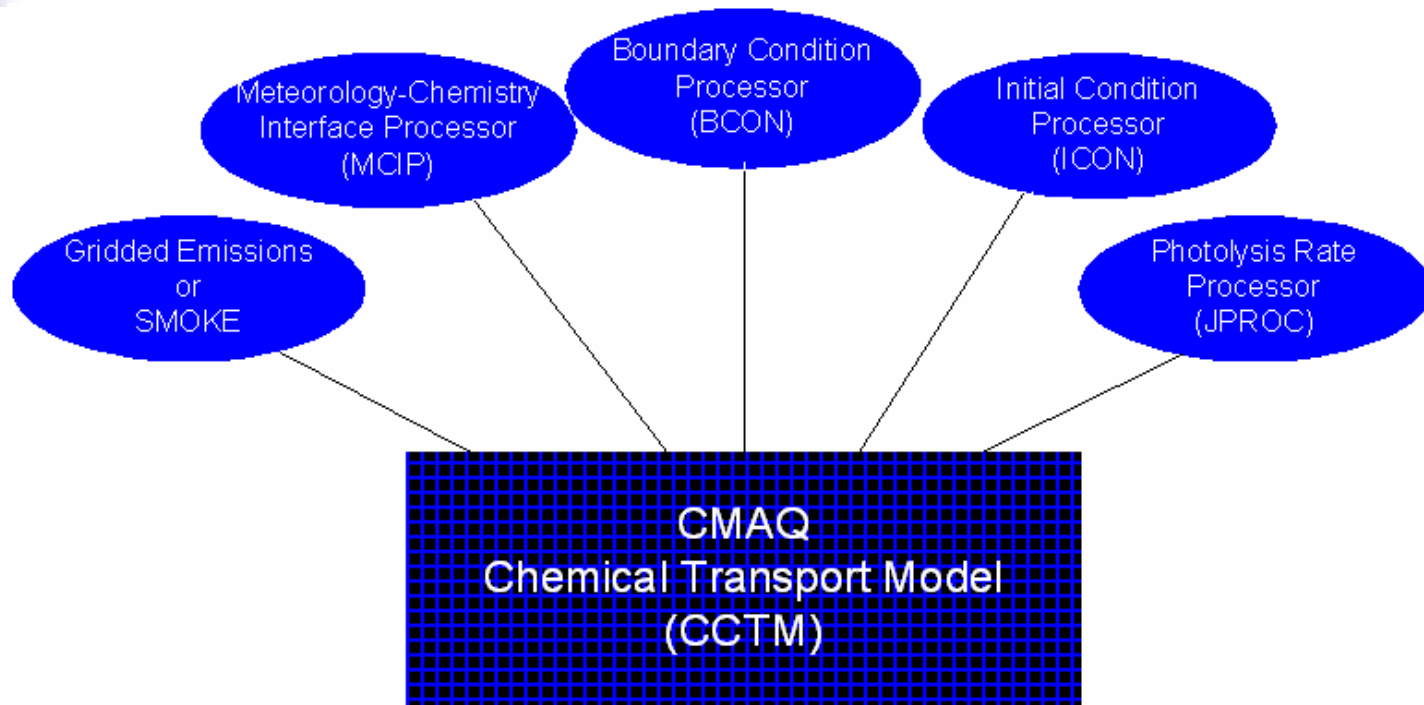 Gridded Emissions
or
SMOKE
Meteorology-Chemistry
Interface Processor
(MCIP)
Boundary Condition
Processor
(BCON)
Initial Condition
Processor
(ICON)
Photolysis Rate
Processor
(JPROC)
CMAQ
Chemical Transport Model
(CCTM)